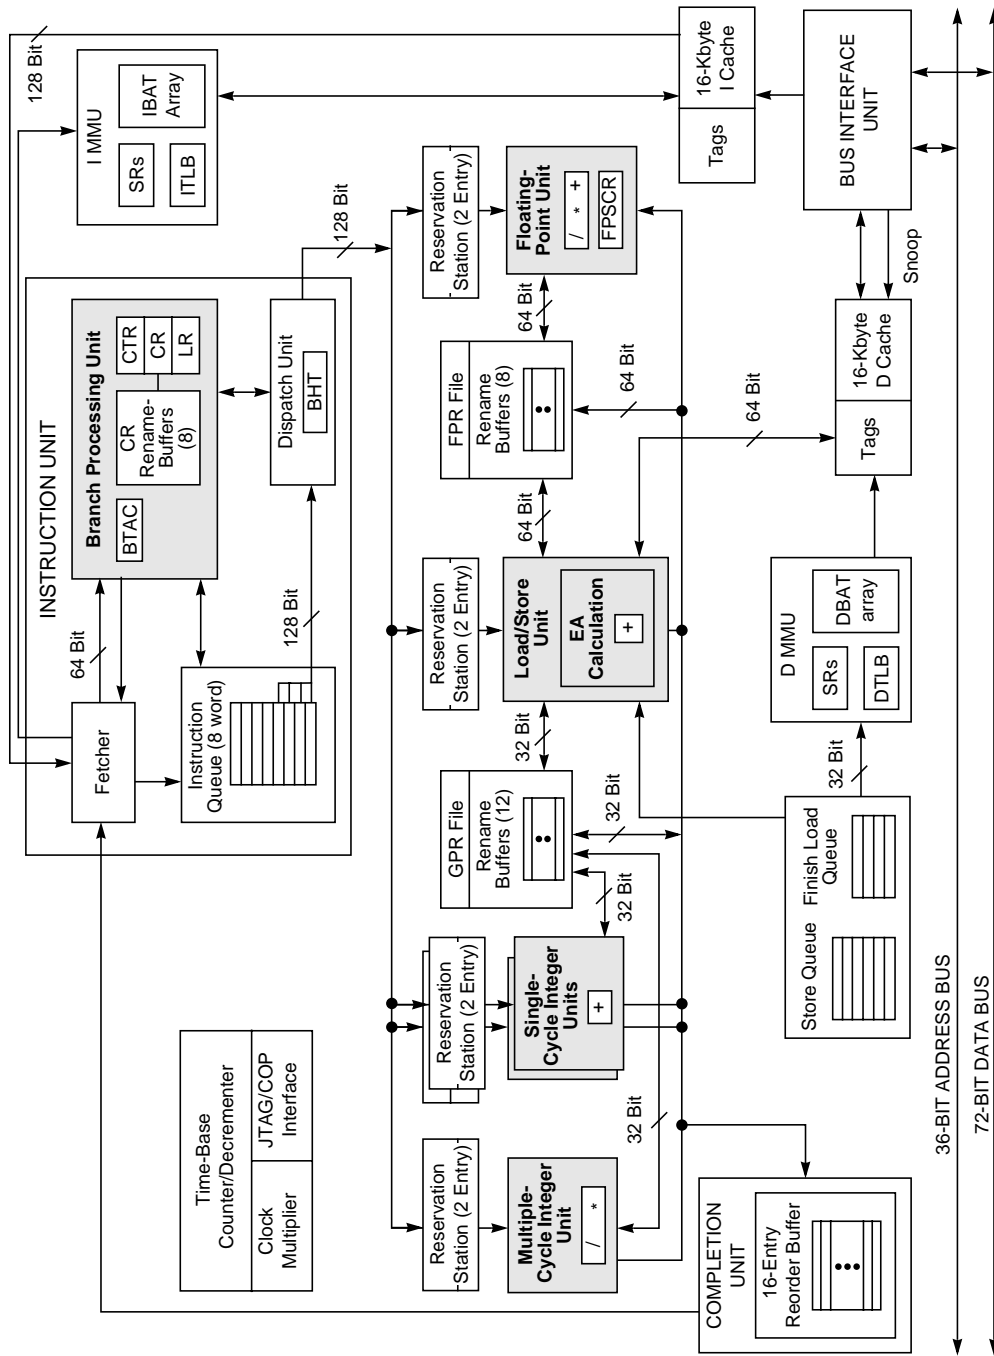 Time-Base
Counter/Decrementer
Clock
Multiplier
JTAG/COP
Interface
INSTRUCTION UNIT
Fetcher
64 Bit
Branch Processing Unit
BTAC
CR
Rename-
Buffers
(8)
CTR
CR
LR
Instruction
Queue (8 word)
128 Bit
Dispatch Unit
BHT
128 Bit
I MMU
SRs
ITLB
IBAT
Array
128 Bit
Reservation
Station (2 Entry)
Reservation
Station (2 Entry)
Reservation
Station (2 Entry)
Reservation
Station (2 Entry)
Multiple-
Cycle Integer
Unit
/ *
Single-
Cycle Integer
Units
+
32 Bit
32 Bit
GPR File
Rename
Buffers (12)
32 Bit
32 Bit
Load/Store
Unit
EA
Calculation
+
64 Bit
FPR File
Rename
Buffers (8)
64 Bit
64 Bit
Floating-
Point Unit
/ * +
FPSCR
64 Bit
COMPLETION
UNIT
16-Entry
Reorder Buffer
Store Queue
Finish Load
Queue
32 Bit
D MMU
SRs
DTLB
DBAT
array
Tags
16-Kbyte
D Cache
Snoop
Tags
16-Kbyte
I Cache
BUS INTERFACE
UNIT
36-BIT ADDRESS BUS
72-BIT DATA BUS